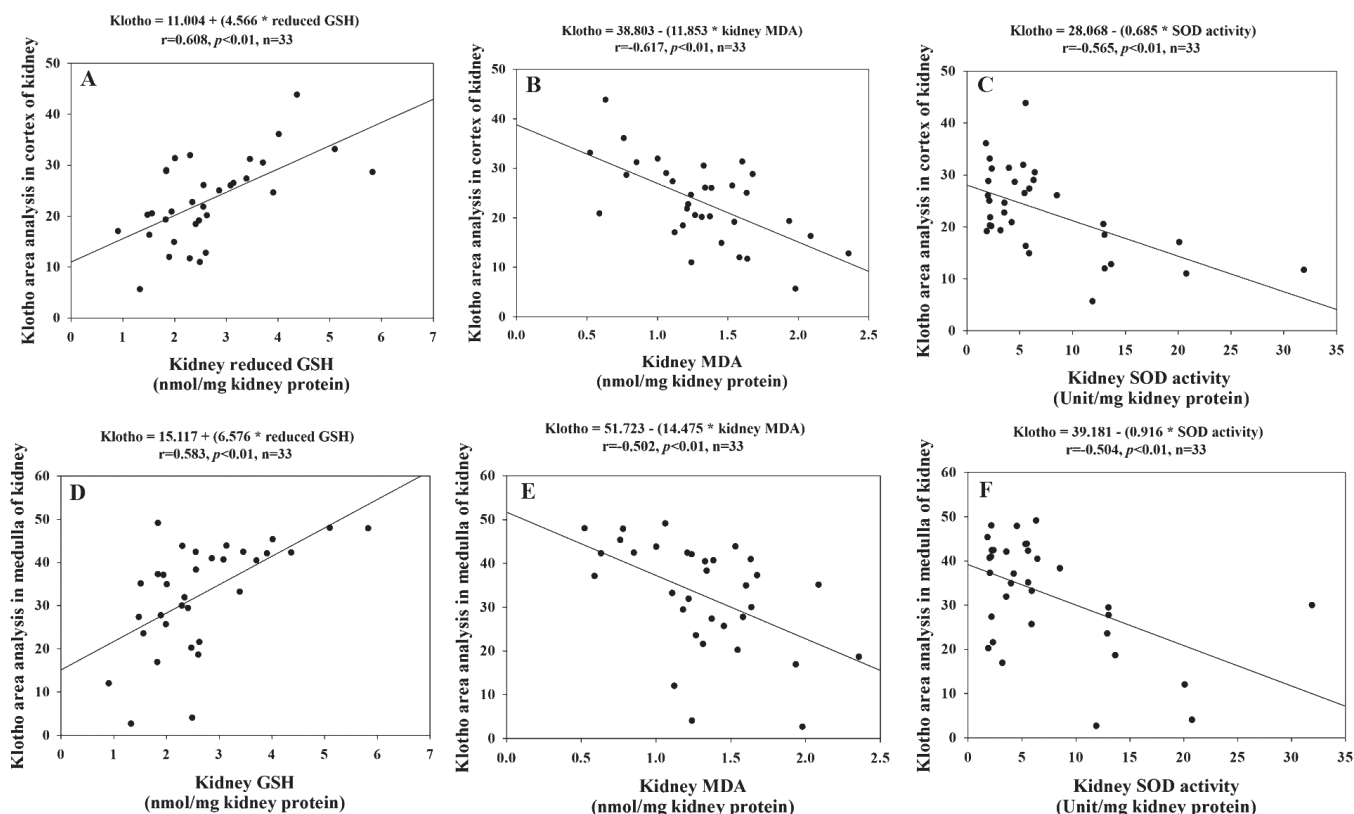 Klotho = 11.004 + (4.566 * reduced GSH)
r=0.608, p<0.01, n=33
A
Klotho area analysis in cortex of kidney
50
40
30
20
10
0
0 1 2 3 4 5 6 7
Kidney reduced GSH
(nmol/mg kidney protein)
Klotho = 38.803 - (11.853 * kidney MDA)
r=-0.617, p<0.01, n=33
B
Klotho area analysis in cortex of kidney
50
40
30
20
10
0
0.0 0.5 1.0 1.5 2.0 2.5
Kidney MDA
(nmol/mg kidney protein)
Klotho = 28.068 - (0.685 * SOD activity)
r=-0.565, p<0.01, n=33
C
Klotho area analysis in cortex of kidney
50
40
30
20
10
0
0 5 10 15 20 25 30 35
Kidney SOD activity
(Unit/mg kidney protein)
Klotho = 15.117 + (6.576 * reduced GSH)
r=0.583, p<0.01, n=33
D
Klotho area analysis in medulla of kidney
60
50
40
30
20
10
0
0 1 2 3 4 5 6 7
Kidney GSH
(nmol/mg kidney protein)
Klotho = 51.723 - (14.475 * kidney MDA)
r=-0.502, p<0.01, n=33
E
Klotho area analysis in medulla of kidney
60
50
40
30
20
10
0
0.0 0.5 1.0 1.5 2.0 2.5
Kidney MDA
(nmol/mg kidney protein)
Klotho = 39.181 - (0.916 * SOD activity)
r=-0.504, p<0.01, n=33
F
Klotho area analysis in medulla of kidney
60
50
40
30
20
10
0
0 5 10 15 20 25 30 35
Kidney SOD activity
(Unit/mg kidney protein)